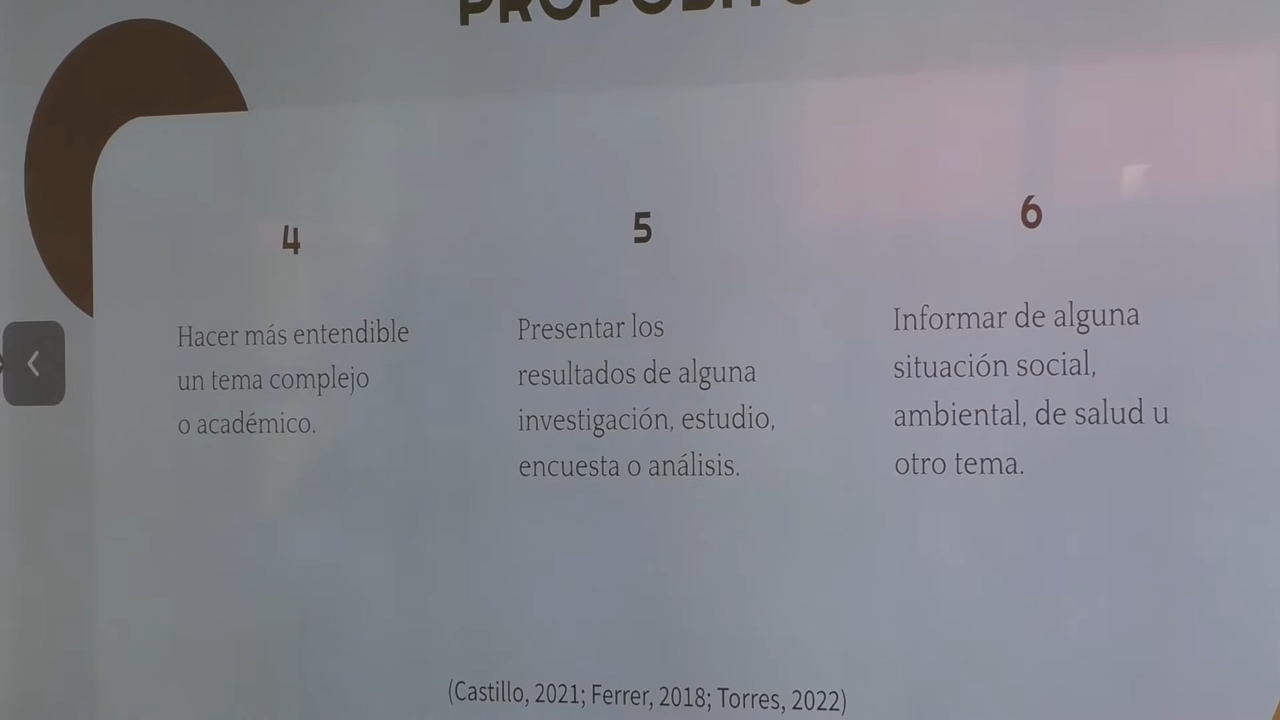 PROPÓSITO
4
Hacer más entendible
un tema complejo
o académico.
5
Presentar los
resultados de alguna
investigación, estudio,
encuesta o análisis.
6
Informar de alguna
situación social,
ambiental, de salud u
otro tema.
(Castillo, 2021; Ferrer, 2018; Torres, 2022)